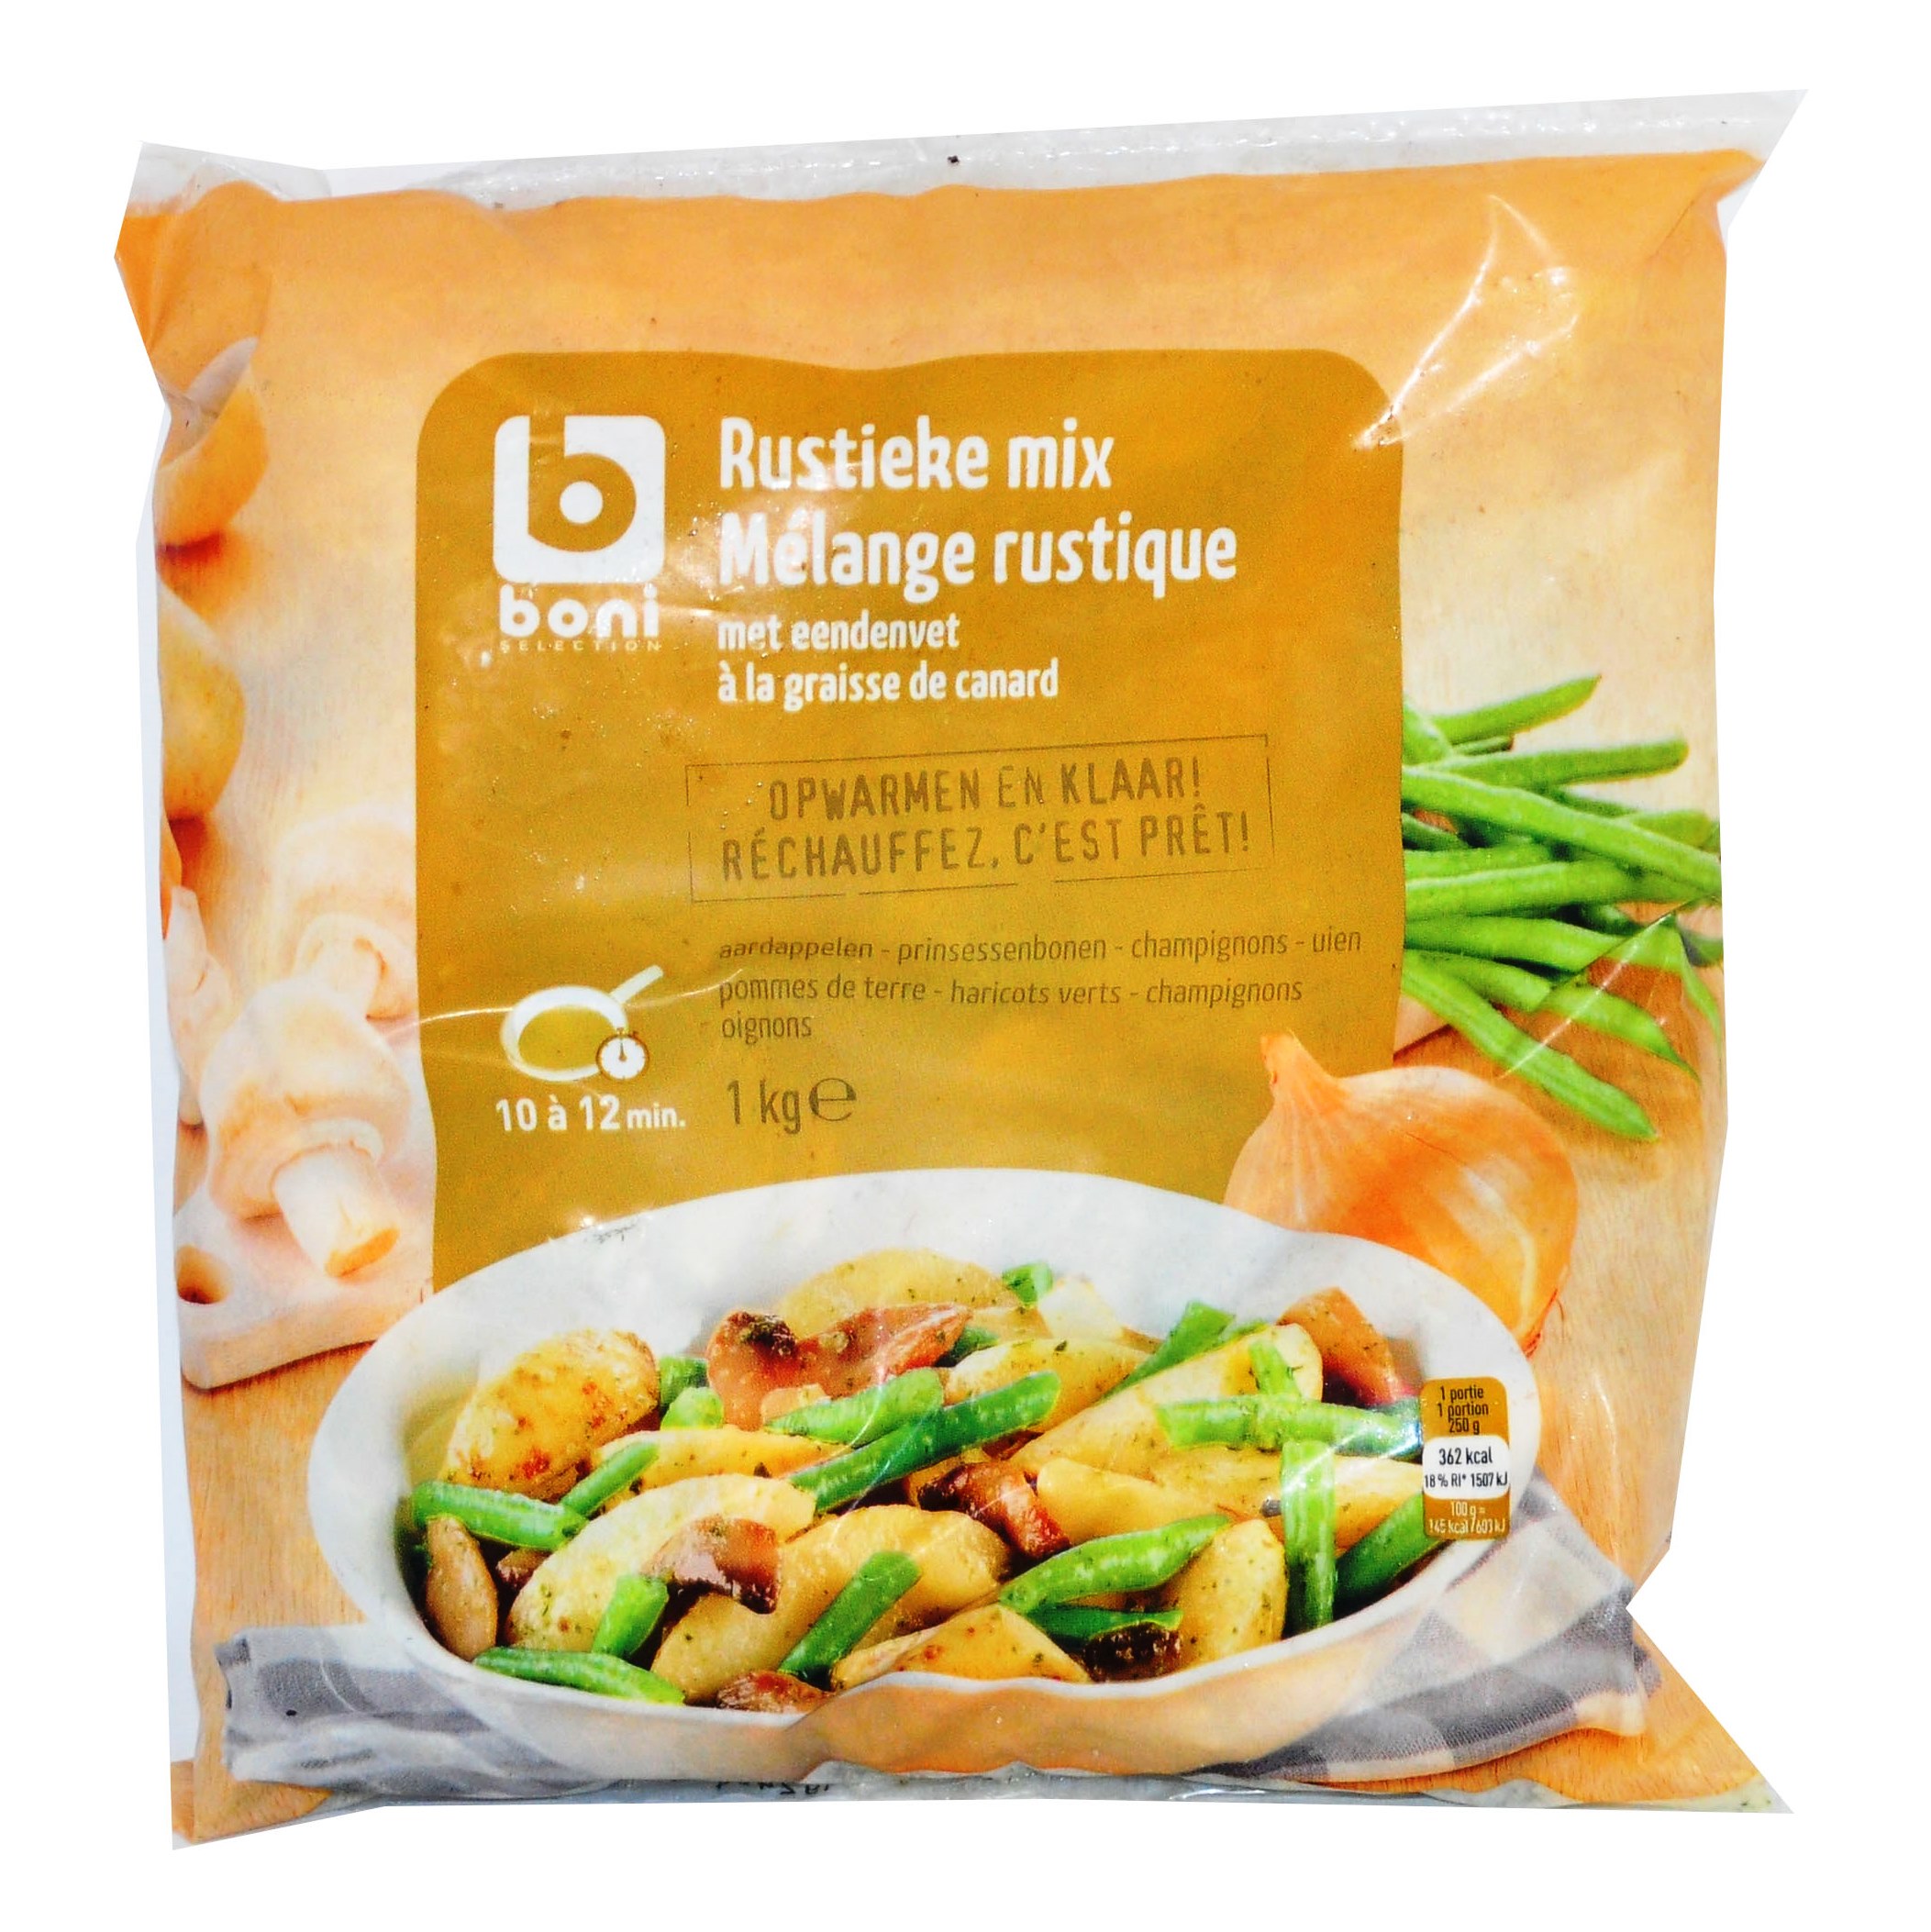 Rustieke mix
Mélange rustique
met eendenvet
à la graisse de canard
boni
SELECTION
OPWARMEN EN KLAAR!
RÉCHAUFFEZ, C'EST PRÊT!
aardappelen - prinsessenbonen - champignons - uien
pommes de terre - haricots verts - champignons
oignons
10 à 12 min.
1 kg ℮
1 portie
1 portion
250 g
362 kcal
18% RI* 1507 kJ
100 g =
145 kcal / 603 kJ